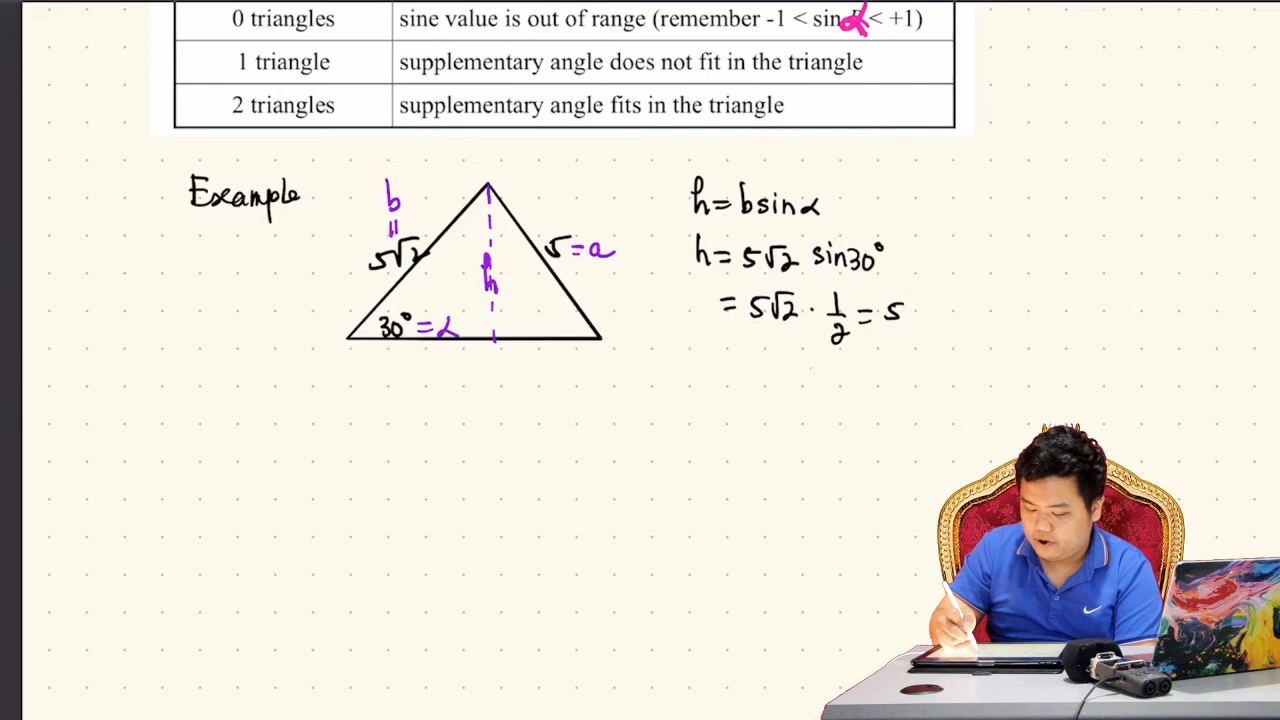 0 triangles sine value is out of range (remember -1 < sin α < +1)
1 triangle supplementary angle does not fit in the triangle
2 triangles supplementary angle fits in the triangle
Example
b
=
5√2
5 = a
h
30° = α
h = b sin α
h = 5√2 sin30°
= 5√2 · 1/2 = 5